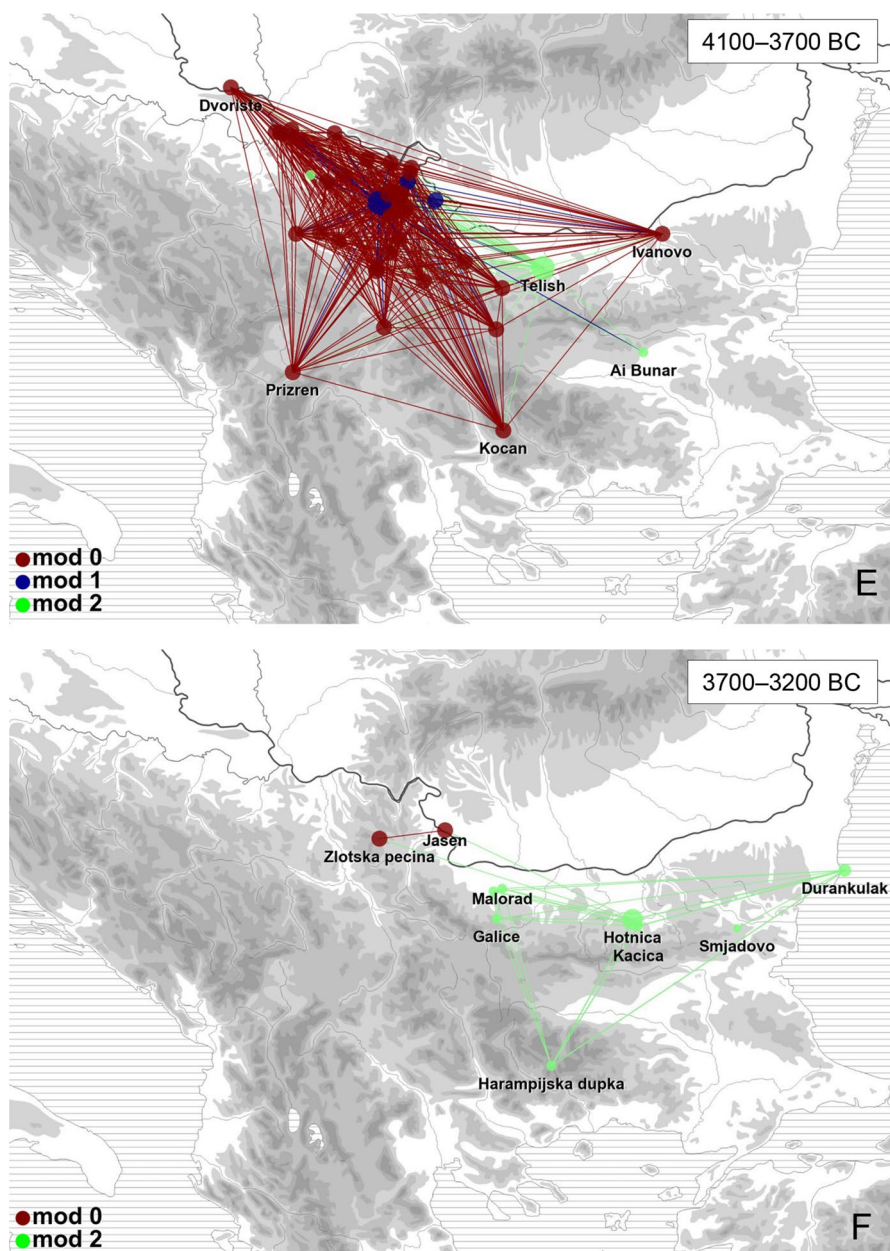 4100–3700 BC
Dvoriste
Ivanovo
Telish
Ai Bunar
Prizren
Kocan
mod 0
mod 1
mod 2
E
3700–3200 BC
Jasen
Zlotska pecina
Durankulak
Malorad
Galice
Hotnica
Smjadovo
Kacica
Harampijska dupka
mod 0
mod 2
F